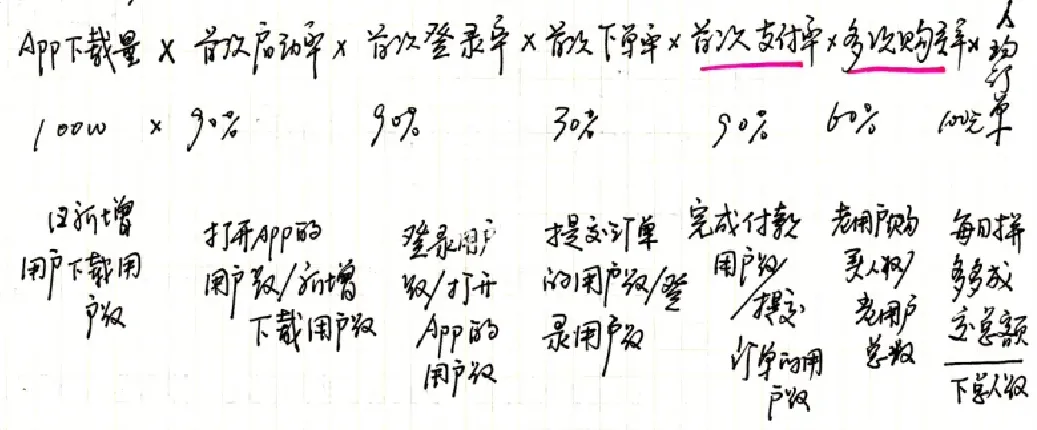 App下载量 × 首次启动率 × 首次登录率 × 首次下单率 × 首次支付率 × 多次购买率 × 人均订单
100w × 90% 90% 30% 90% 60% 100元
日新增
用户下载用
户数
打开APP的
用户数/新增
下载用户数
登录用户
数/打开
APP的
用户数
提交订单
的用户数/登
录用户数
完成付款
用户数/
提交
订单的用
户数
老用户购
买人数/
老用户
总数
每日拼
多多成
交总额
下单人数